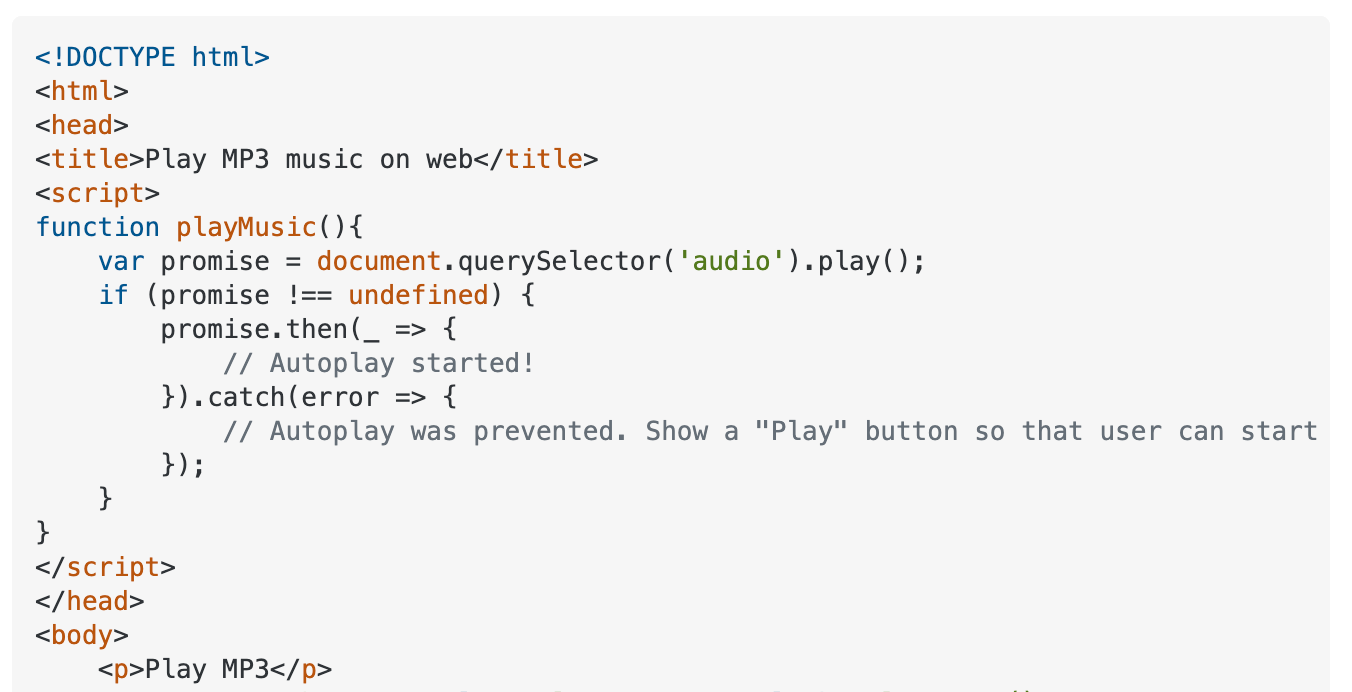 <!DOCTYPE html>
<html>
<head>
<title>Play MP3 music on web</title>
<script>
function playMusic(){
    var promise = document.querySelector('audio').play();
    if (promise !== undefined) {
        promise.then(_ => {
            // Autoplay started!
        }).catch(error => {
            // Autoplay was prevented. Show a "Play" button so that user can start
        });
    }
}
</script>
</head>
<body>
    <p>Play MP3</p>